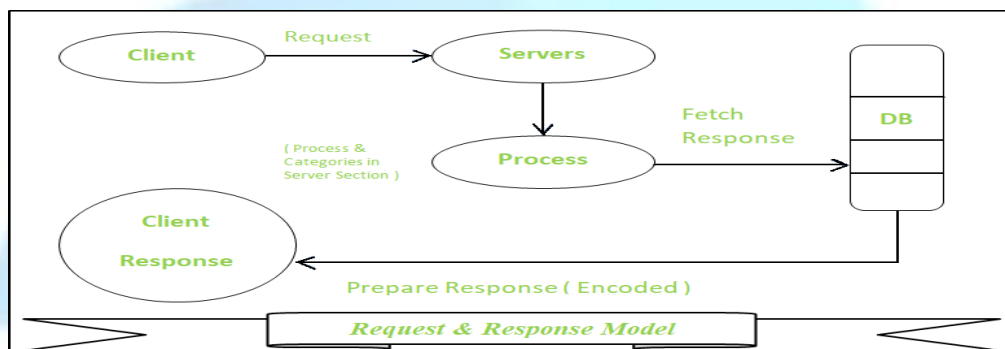 Client
Request
Servers
Fetch
Response
DB
( Process &
Categories in
Server Section )
Process
Client
Response
Prepare Response ( Encoded )
Request & Response Model